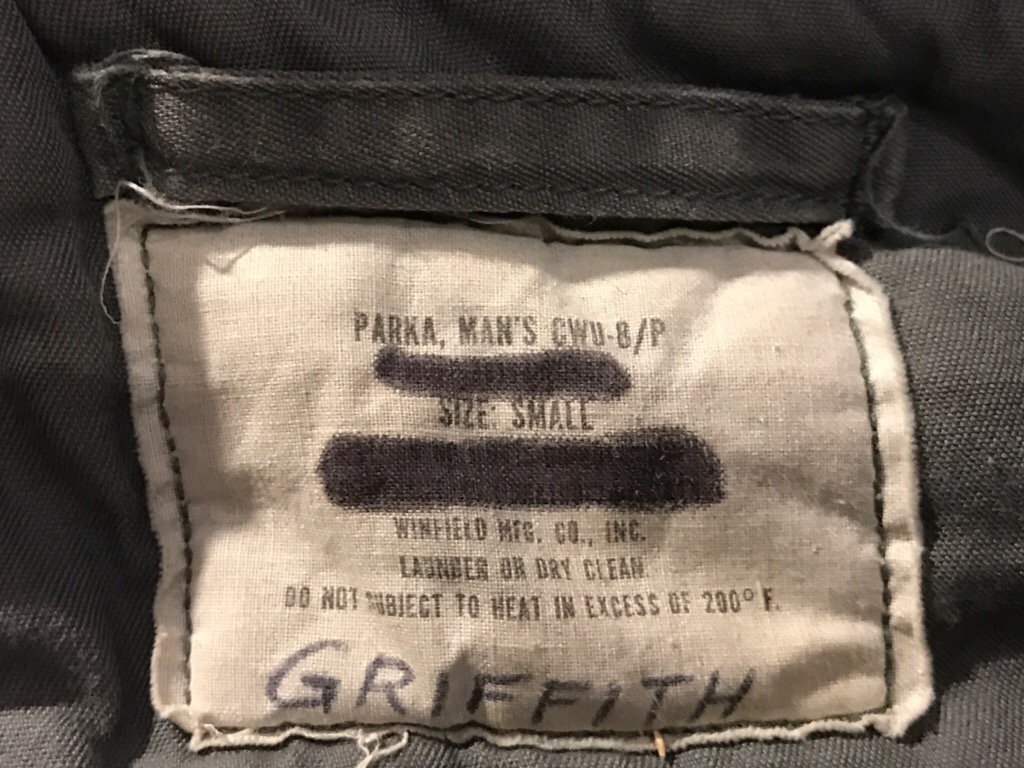 PARKA, MAN'S CWU-8/P
SIZE: SMALL
WINFIELD MFG. CO., INC.
LAUNDER OR DRY CLEAN
DO NOT SUBJECT TO HEAT IN EXCESS OF 200° F.
GRIFFITH